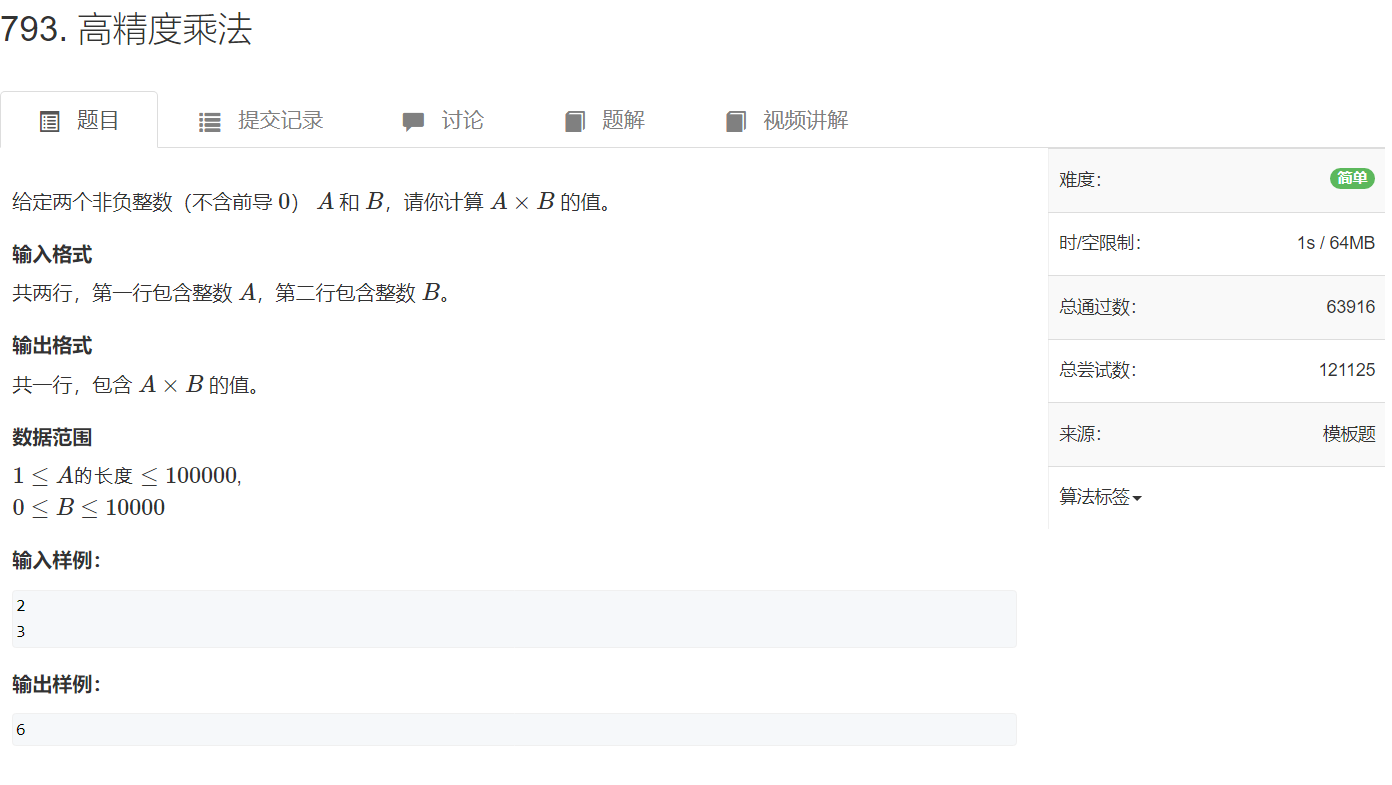 793. 高精度乘法
题目 提交记录 讨论 题解 视频讲解
给定两个非负整数（不含前导 0） A 和 B，请你计算 A × B 的值。
输入格式
共两行，第一行包含整数 A，第二行包含整数 B。
输出格式
共一行，包含 A × B 的值。
数据范围
1 ≤ A的长度 ≤ 100000,
0 ≤ B ≤ 10000
输入样例：
2
3
输出样例：
6
难度： 简单
时/空限制： 1s / 64MB
总通过数： 63916
总尝试数： 121125
来源： 模板题
算法标签